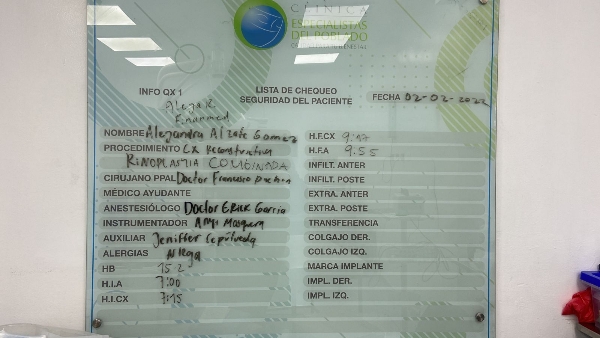 CLÍNICA
ESPECIALISTAS
DEL POBLADO
INFO QX 1
LISTA DE CHEQUEO
SEGURIDAD DEL PACIENTE
FECHA 02-02-2022
Finanmed
NOMBRE Alejandra Alzate Gomez
PROCEDIMIENTO CX reconstructiva
RINOPLASTIA COMBINADA
CIRUJANO PPAL Doctor Francisco
MÉDICO AYUDANTE
ANESTESIÓLOGO Doctor ERICK Garcia
INSTRUMENTADOR Ampi Mosquera
AUXILIAR Jeniffer Sepúlveda
ALERGIAS Niega
HB 15.2
H.I.A 7:00
H.I.CX 7:15
H.F.CX 9:47
H.F.A 9:55
INFILT. ANTER
INFILT. POSTE
EXTRA. ANTER
EXTRA. POSTE
TRANSFERENCIA
COLGAJO DER.
COLGAJO IZQ.
MARCA IMPLANTE
IMPL. DER.
IMPL. IZQ.